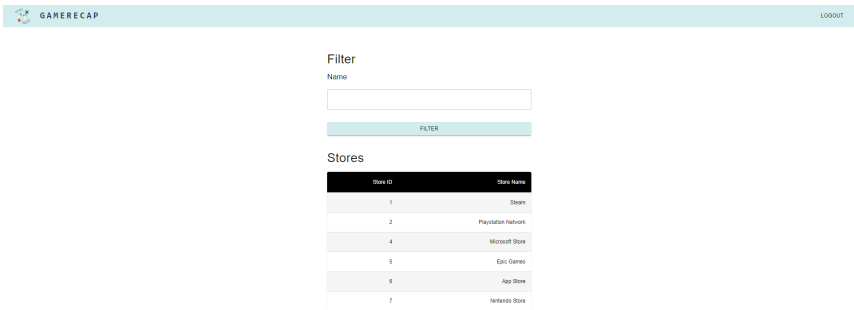 GAMERECAP
LOGOUT
Filter
Name
FILTER
Stores
Store ID Store Name
1 Steam
2 Playstation Network
4 Microsoft Store
5 Epic Games
6 App Store
7 Nintendo Store